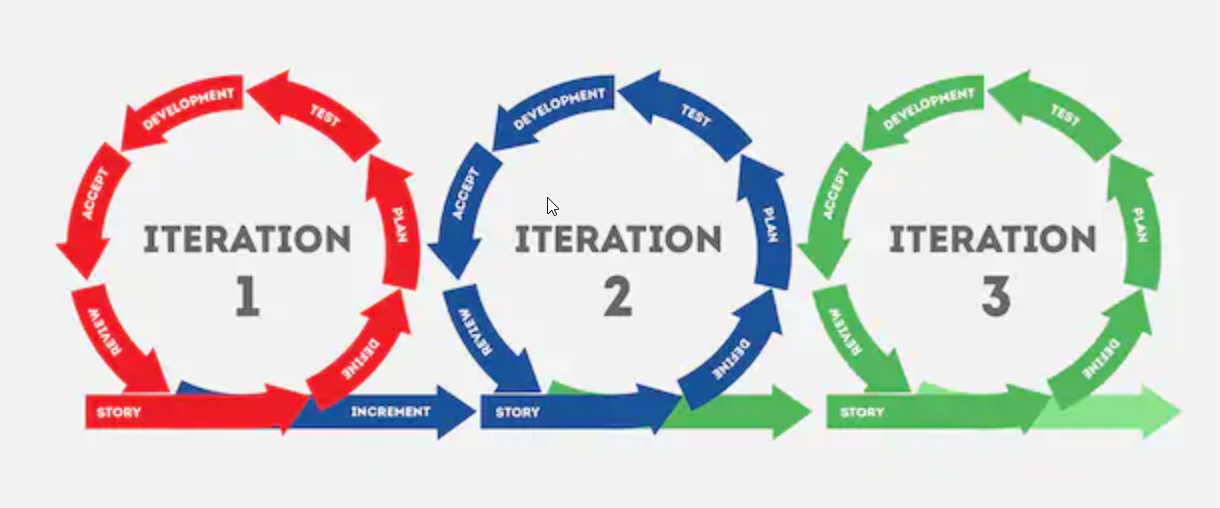 DEVELOPMENT
TEST
ACCEPT
PLAN
ITERATION
1
REVIEW
DEFINE
STORY
INCREMENT
DEVELOPMENT
TEST
ACCEPT
PLAN
ITERATION
2
REVIEW
DEFINE
STORY
DEVELOPMENT
TEST
ACCEPT
PLAN
ITERATION
3
REVIEW
DEFINE
STORY